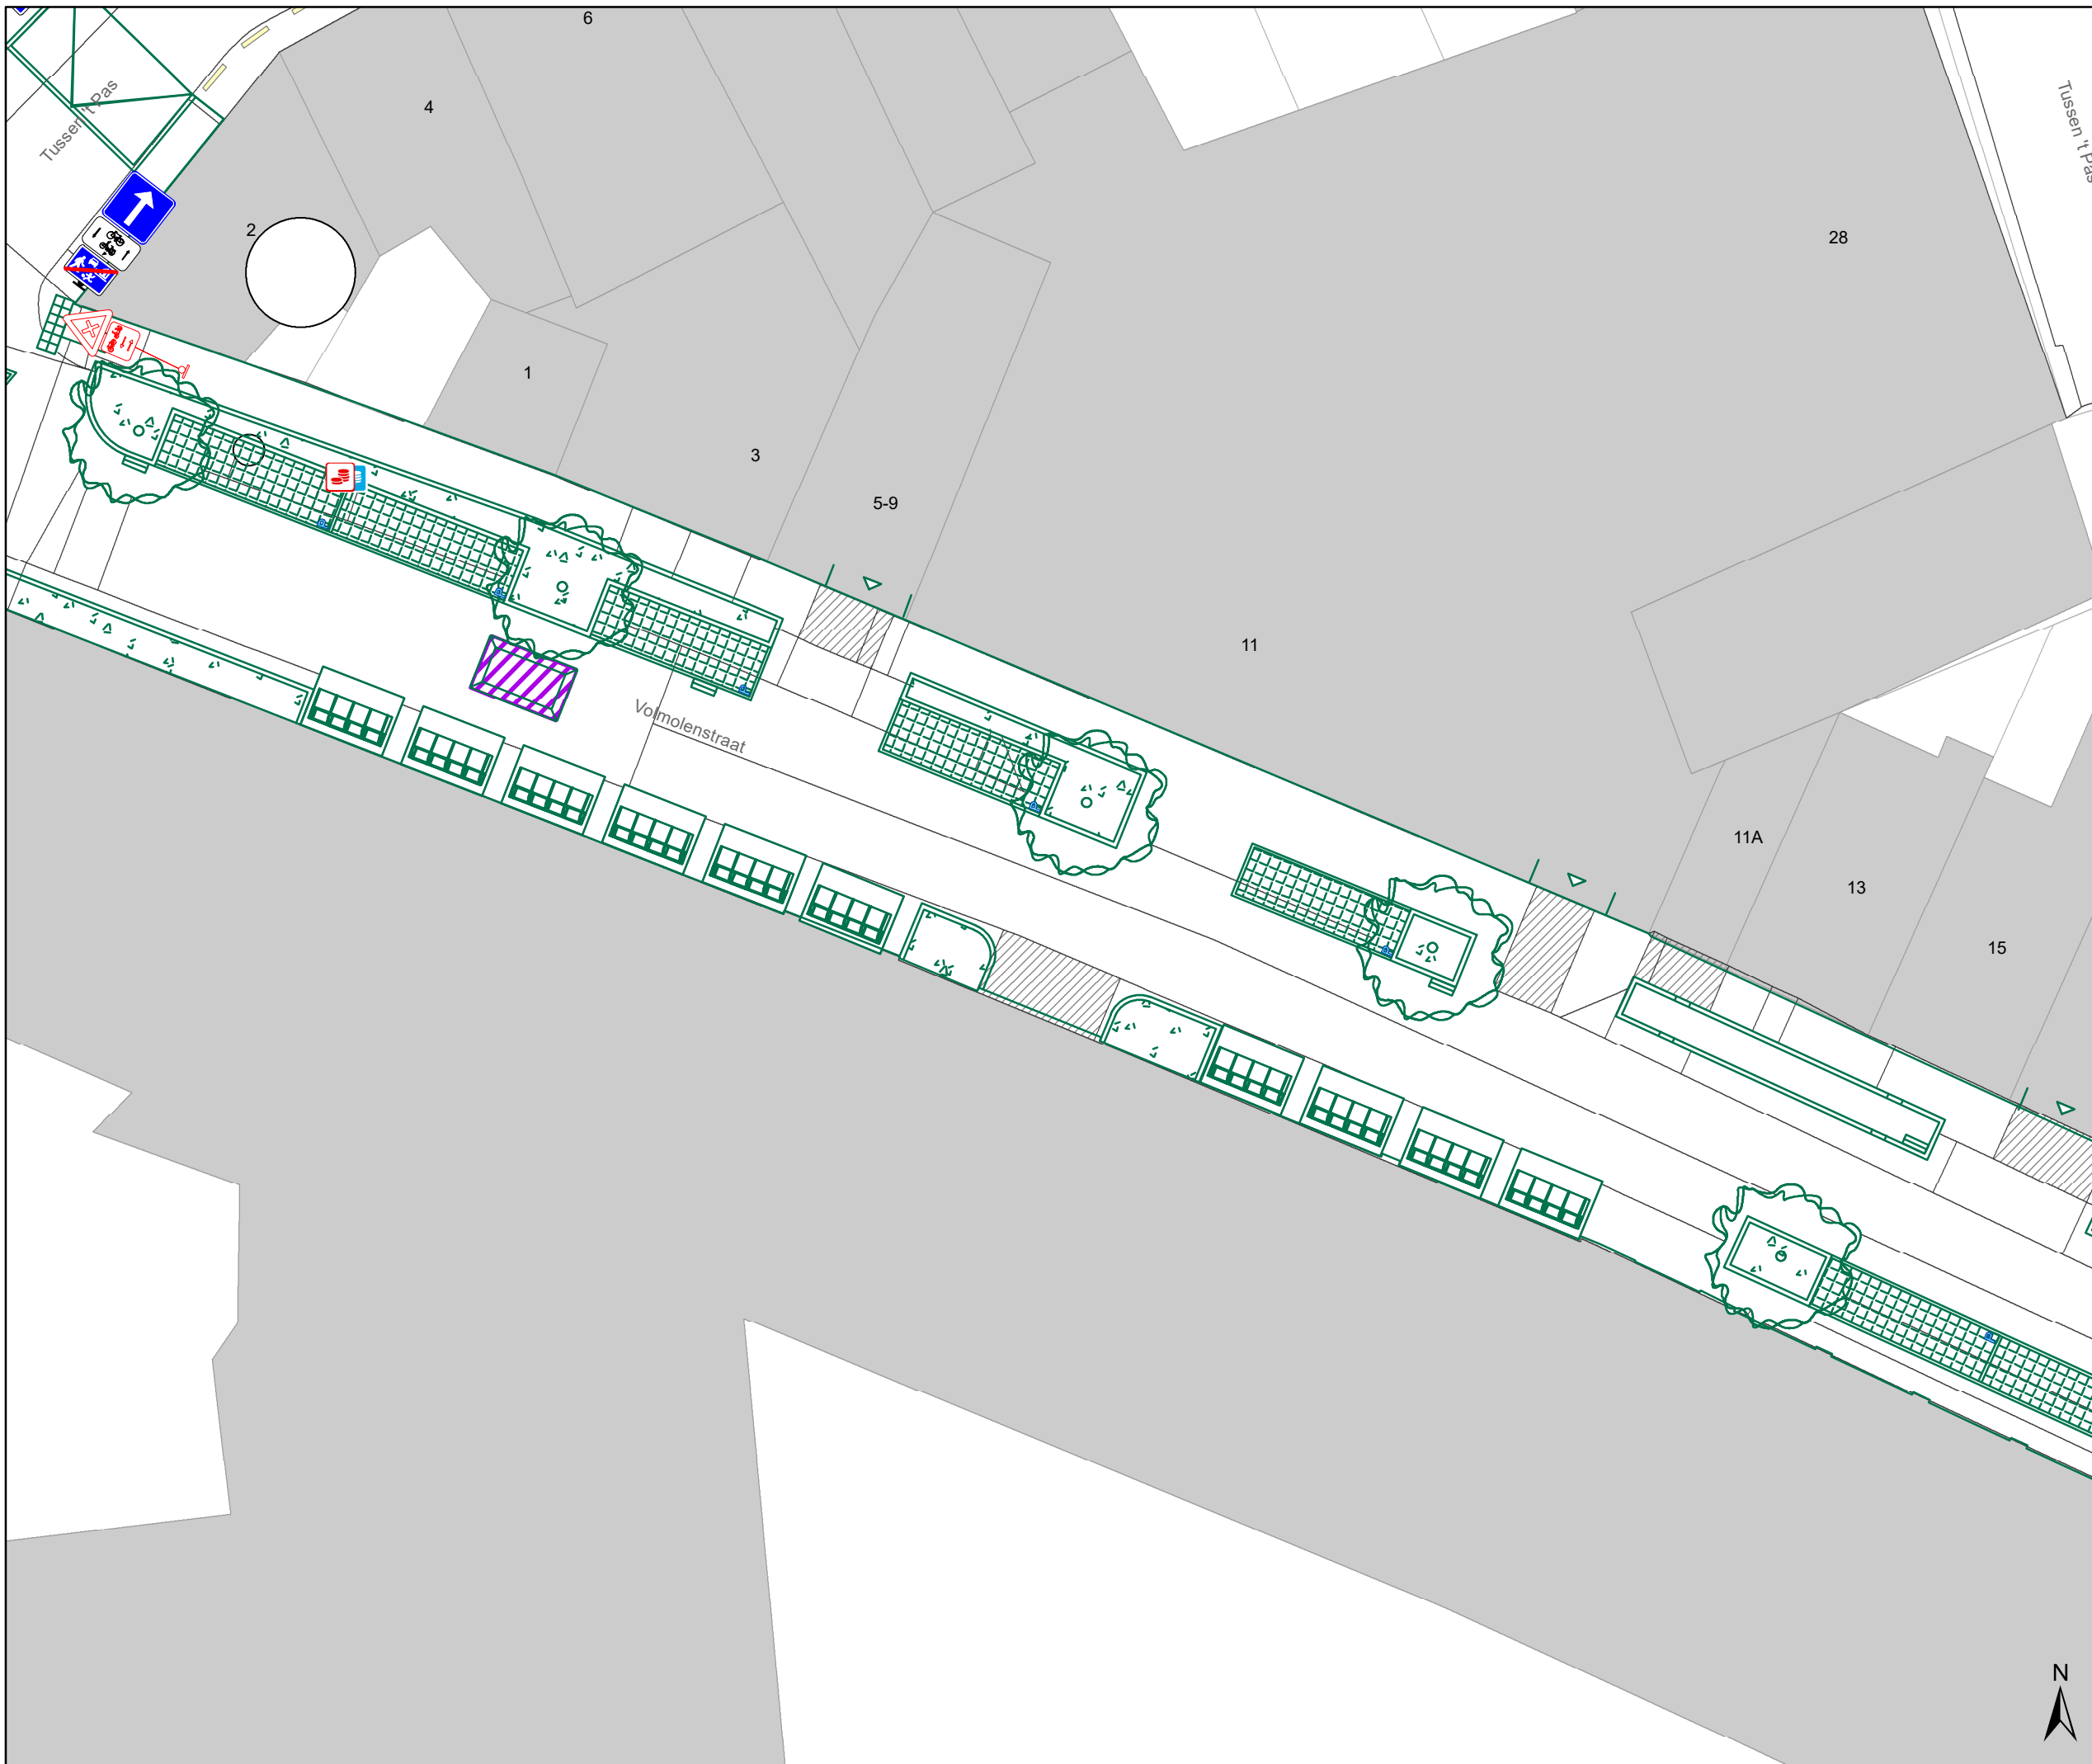 6
4
Tussen 't Pas
Tussen 't Pas
2
28
1
3
5-9
11
Volmolenstraat
11A
13
15
N